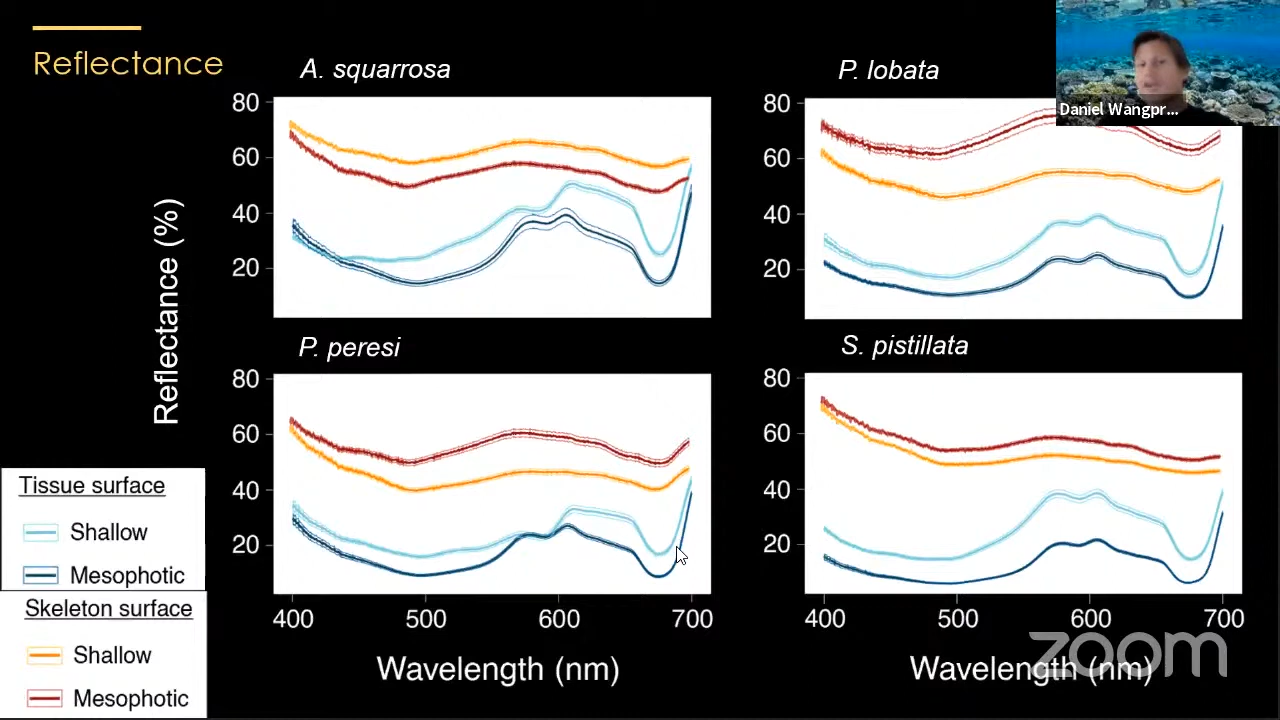 Reflectance
A. squarrosa
P. lobata
Daniel Wangpr...
80
60
40
20
80
60
40
20
Reflectance (%)
P. peresi
S. pistillata
80
60
40
20
80
60
40
20
400
500
600
700
400
500
600
700
Wavelength (nm)
Wavelength (nm)
Tissue surface
Shallow
Mesophotic
Skeleton surface
Shallow
Mesophotic
zoom